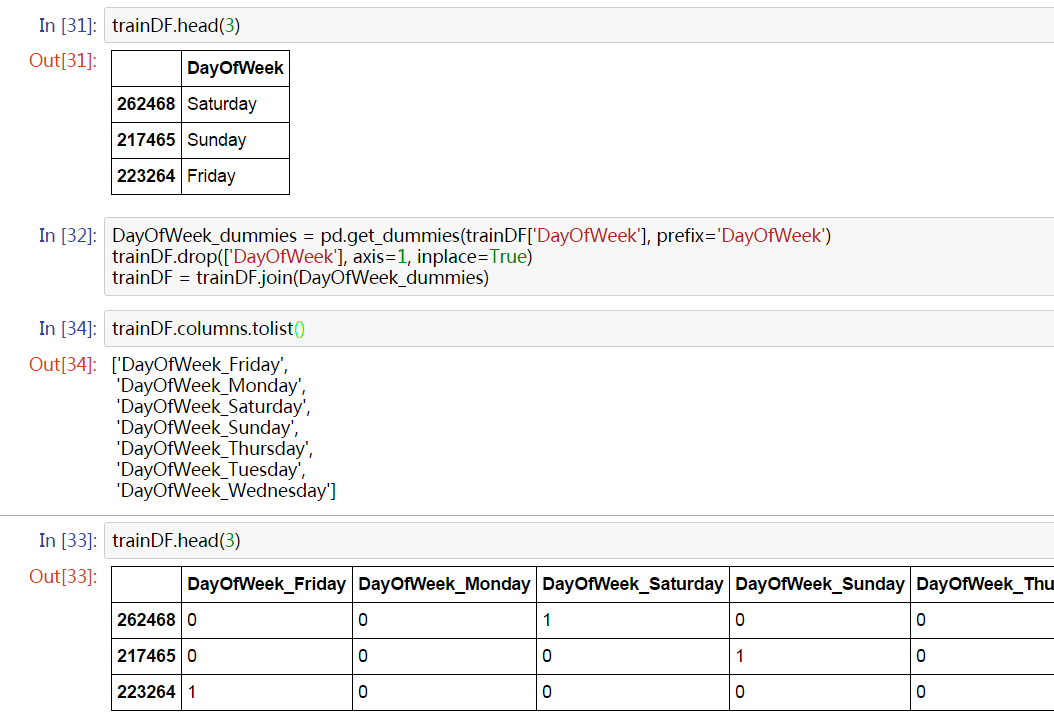 In [31]: trainDF.head(3)
Out[31]:
DayOfWeek
262468 Saturday
217465 Sunday
223264 Friday
In [32]: DayOfWeek_dummies = pd.get_dummies(trainDF['DayOfWeek'], prefix='DayOfWeek')
trainDF.drop(['DayOfWeek'], axis=1, inplace=True)
trainDF = trainDF.join(DayOfWeek_dummies)
In [34]: trainDF.columns.tolist()
Out[34]: ['DayOfWeek_Friday',
'DayOfWeek_Monday',
'DayOfWeek_Saturday',
'DayOfWeek_Sunday',
'DayOfWeek_Thursday',
'DayOfWeek_Tuesday',
'DayOfWeek_Wednesday']
In [33]: trainDF.head(3)
Out[33]:
DayOfWeek_Friday DayOfWeek_Monday DayOfWeek_Saturday DayOfWeek_Sunday DayOfWeek_Thu
262468 0 0 1 0 0
217465 0 0 0 1 0
223264 1 0 0 0 0